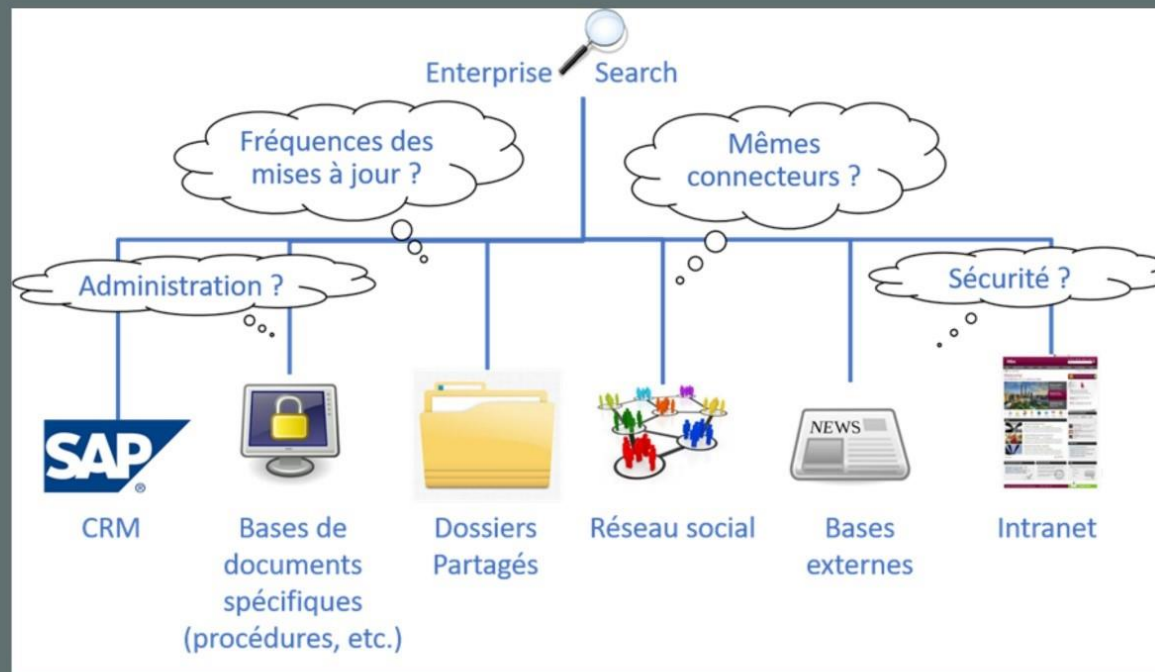 Enterprise Search
Fréquences des
mises à jour ?
Mêmes
connecteurs ?
Administration ?
Sécurité ?
SAP
®
NEWS
CRM
Bases de
documents
spécifiques
(procédures, etc.)
Dossiers
Partagés
Réseau social
Bases
externes
Intranet